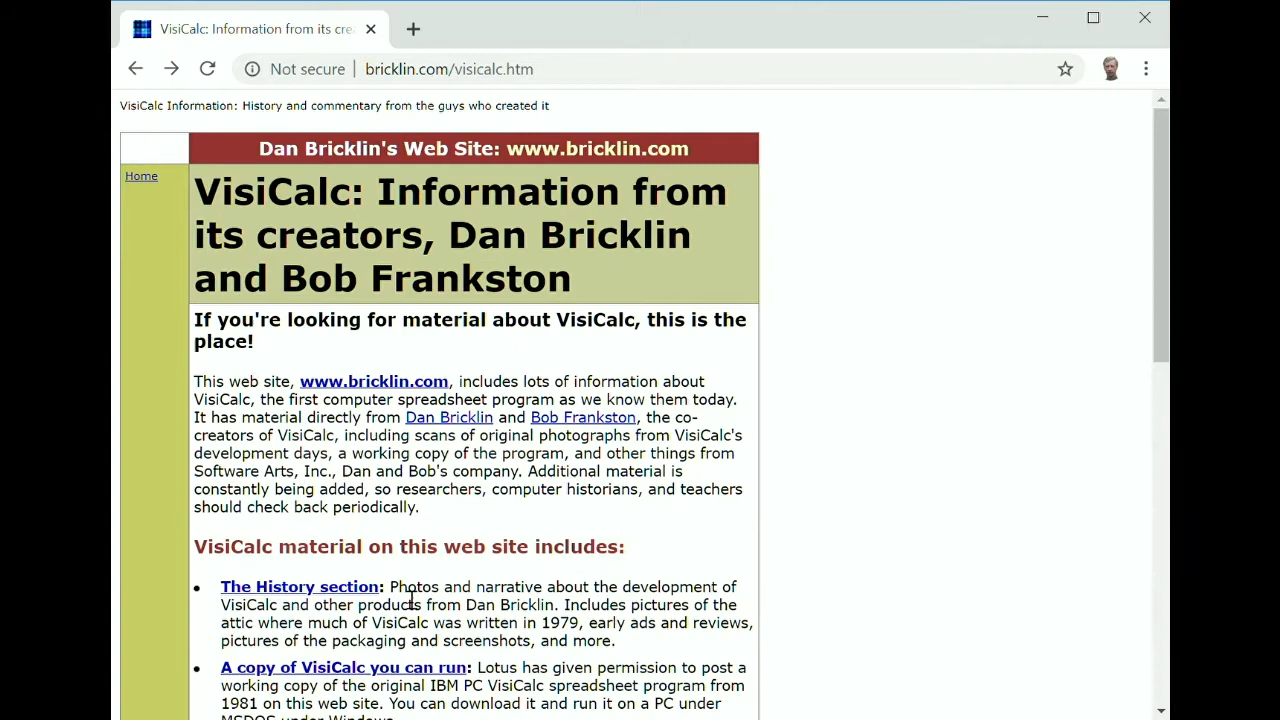 VisiCalc: Information from its cre
Not secure | bricklin.com/visicalc.htm
VisiCalc Information: History and commentary from the guys who created it
Dan Bricklin's Web Site: www.bricklin.com
Home
VisiCalc: Information from
its creators, Dan Bricklin
and Bob Frankston
If you're looking for material about VisiCalc, this is the
place!
This web site, www.bricklin.com, includes lots of information about
VisiCalc, the first computer spreadsheet program as we know them today.
It has material directly from Dan Bricklin and Bob Frankston, the co-
creators of VisiCalc, including scans of original photographs from VisiCalc's
development days, a working copy of the program, and other things from
Software Arts, Inc., Dan and Bob's company. Additional material is
constantly being added, so researchers, computer historians, and teachers
should check back periodically.
VisiCalc material on this web site includes:
• The History section: Photos and narrative about the development of
VisiCalc and other products from Dan Bricklin. Includes pictures of the
attic where much of VisiCalc was written in 1979, early ads and reviews,
pictures of the packaging and screenshots, and more.
• A copy of VisiCalc you can run: Lotus has given permission to post a
working copy of the original IBM PC VisiCalc spreadsheet program from
1981 on this web site. You can download it and run it on a PC under
MSDOS under Windows.